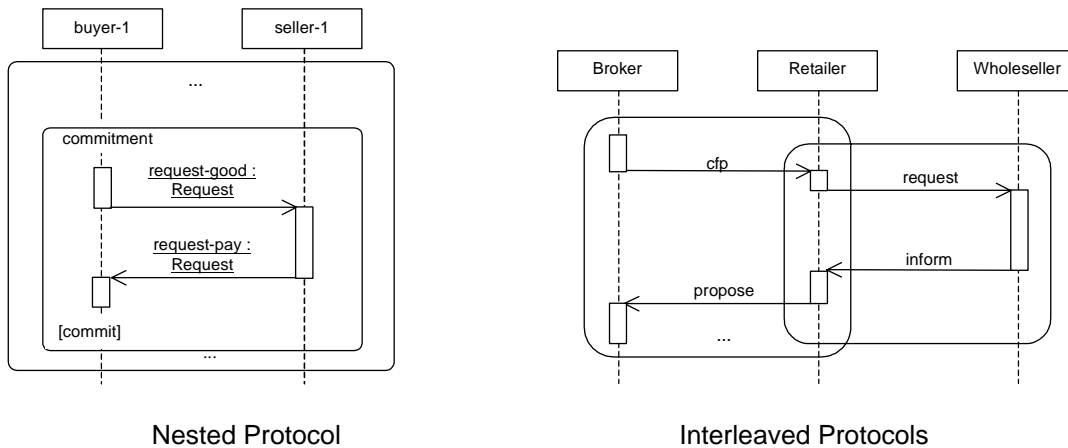 buyer-1
seller-1
...
commitment
request-good :
Request
request-pay :
Request
[commit]
...
Nested Protocol
Broker
Retailer
Wholeseller
cfp
request
inform
propose
...
Interleaved Protocols